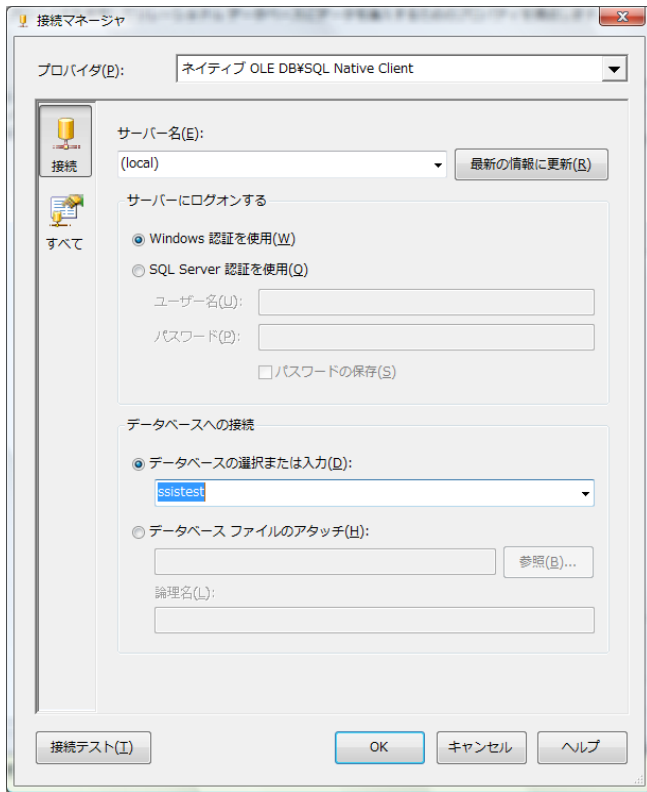 接続マネージャ
プロバイダ(P):
ネイティブ OLE DB¥SQL Native Client
接続
すべて
サーバー名(E):
(local)
最新の情報に更新(R)
サーバーにログオンする
Windows 認証を使用(W)
SQL Server 認証を使用(Q)
ユーザー名(U):
パスワード(P):
パスワードの保存(S)
データベースへの接続
データベースの選択または入力(D):
ssistest
データベース ファイルのアタッチ(H):
参照(B)...
論理名(L):
接続テスト(T)
OK
キャンセル
ヘルプ